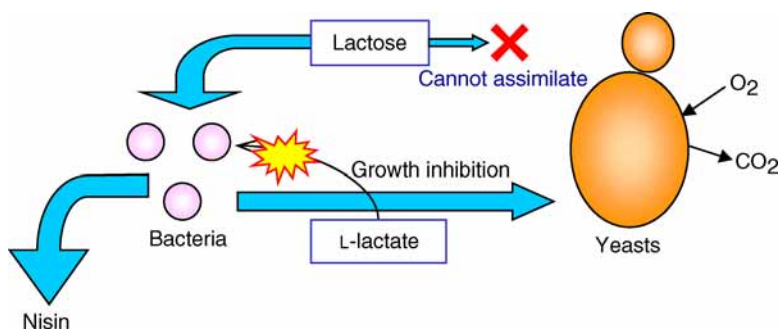 Lactose
Cannot assimilate
O2
CO2
Growth inhibition
Bacteria
L-lactate
Yeasts
Nisin